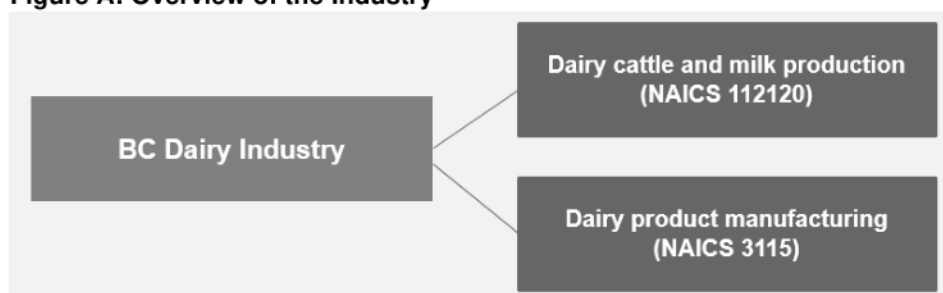 Figure A: Overview of the Industry
BC Dairy Industry
Dairy cattle and milk production
(NAICS 112120)
Dairy product manufacturing
(NAICS 3115)